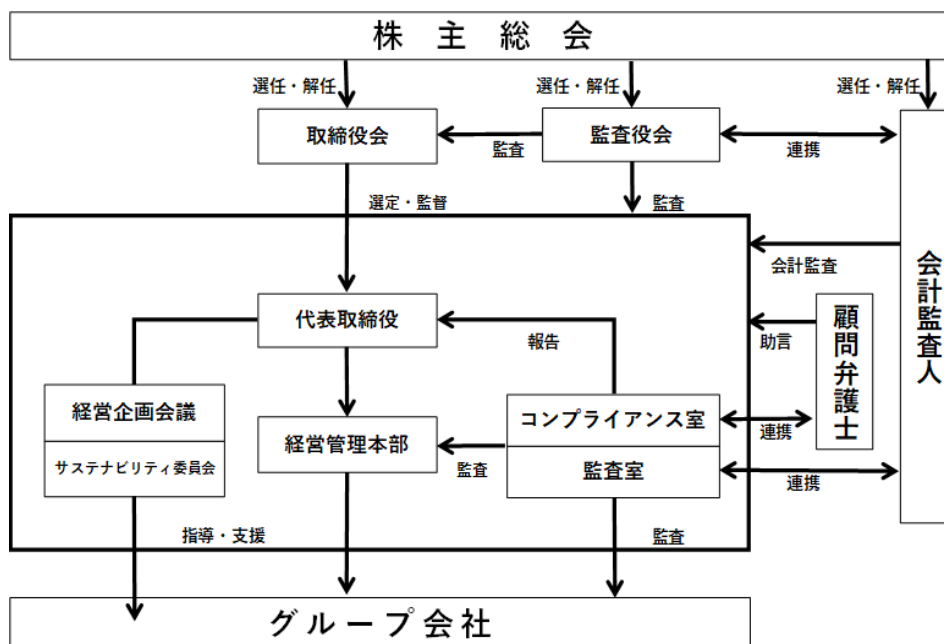 株主総会
選任・解任
選任・解任
選任・解任
取締役会
監査
監査役会
連携
選定・監督
監査
会計監査
会計監査人
代表取締役
報告
助言
顧問弁護士
経営企画会議
サステナビリティ委員会
経営管理本部
監査
コンプライアンス室
監査室
連携
連携
指導・支援
監査
グループ会社